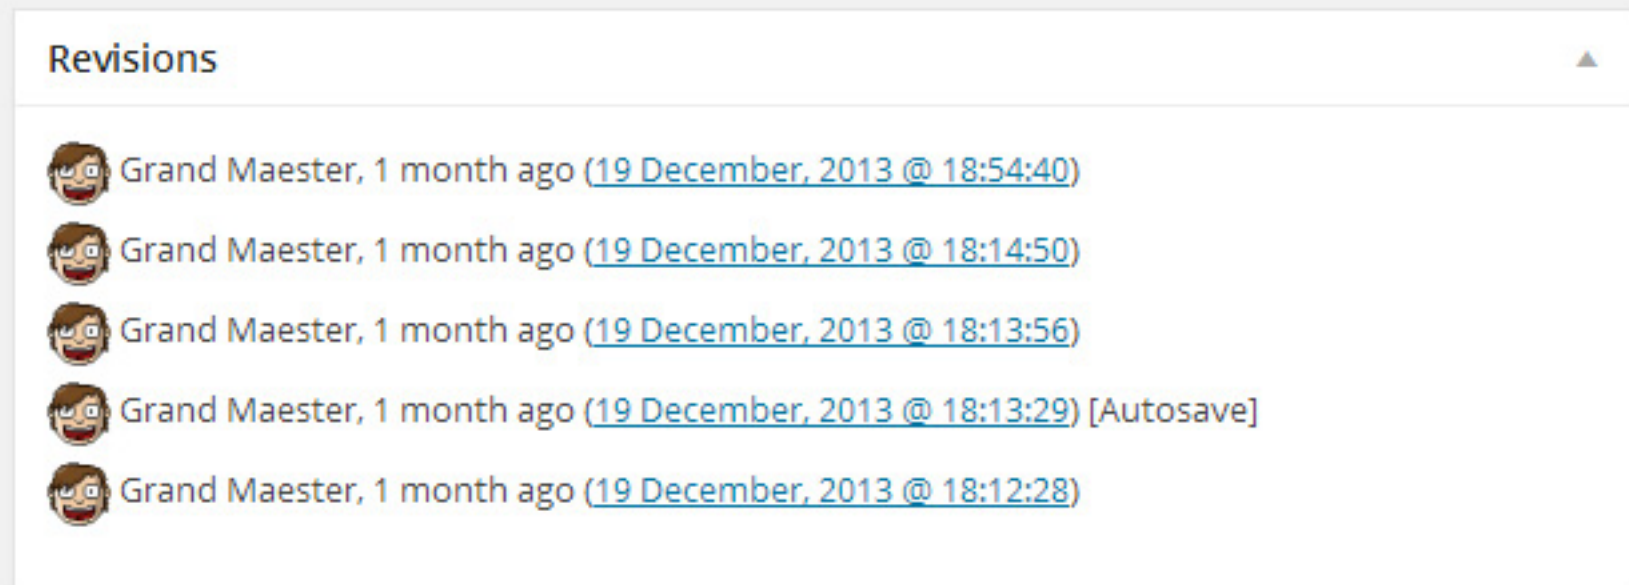 Revisions
Grand Maester, 1 month ago (19 December, 2013 @ 18:54:40)
Grand Maester, 1 month ago (19 December, 2013 @ 18:14:50)
Grand Maester, 1 month ago (19 December, 2013 @ 18:13:56)
Grand Maester, 1 month ago (19 December, 2013 @ 18:13:29) [Autosave]
Grand Maester, 1 month ago (19 December, 2013 @ 18:12:28)